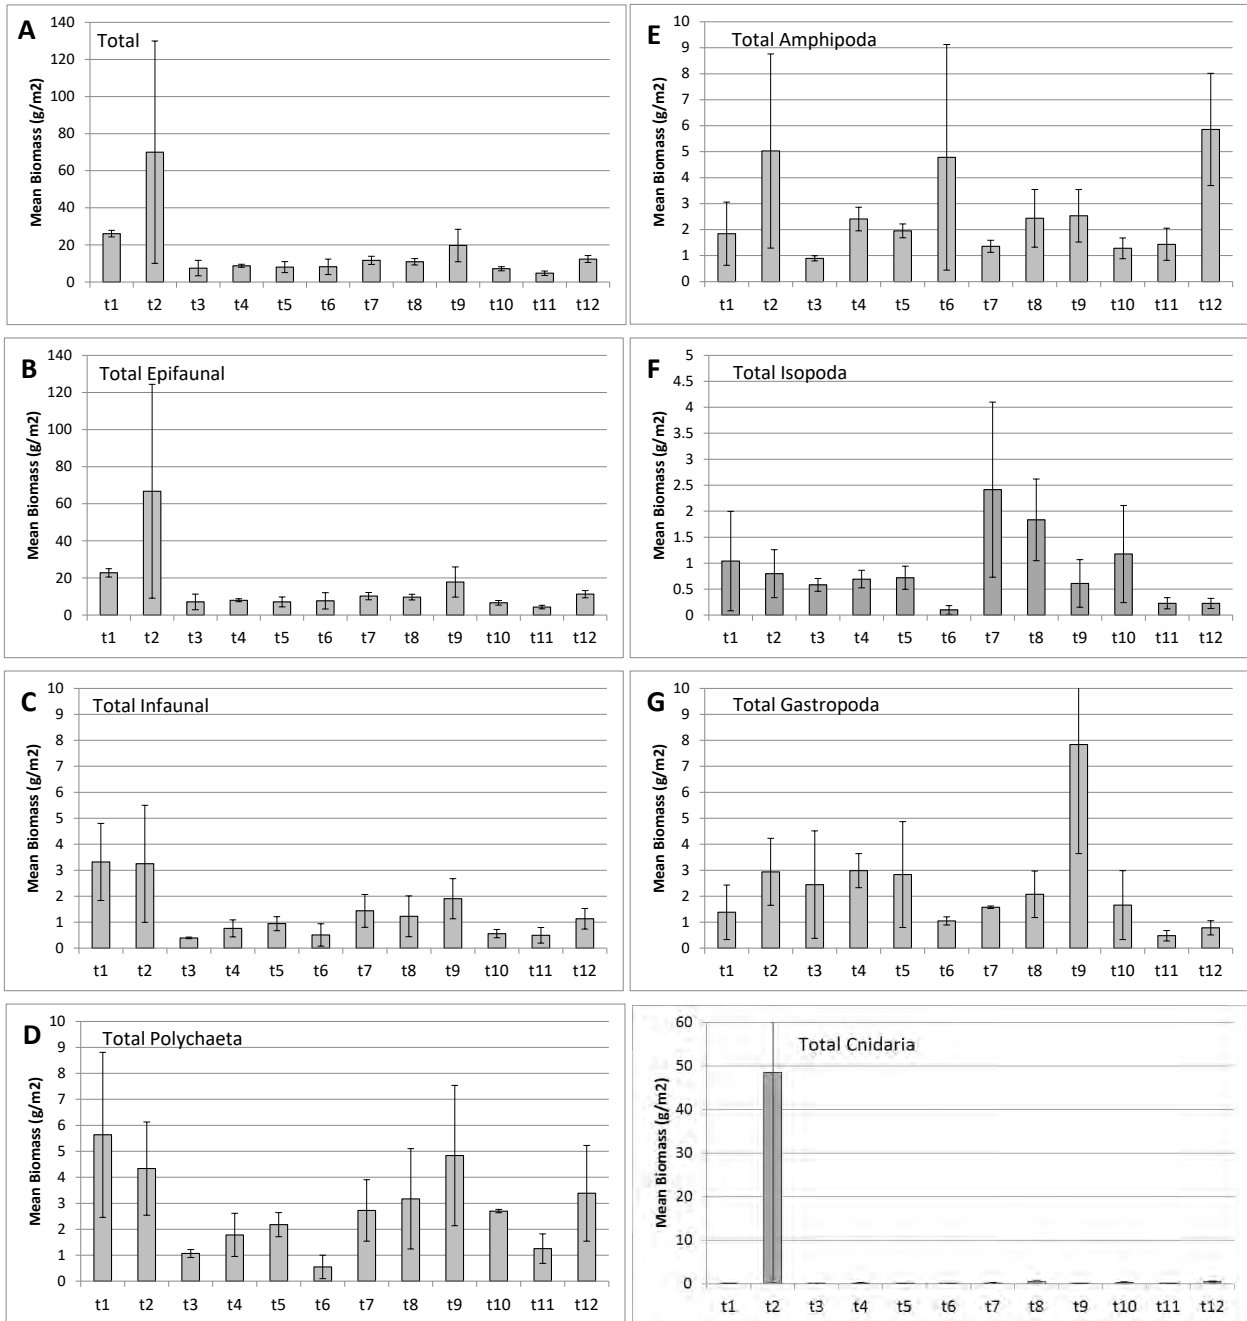 A
Total
Mean Biomass (g/m2)
140
120
100
80
60
40
20
0
t1 t2 t3 t4 t5 t6 t7 t8 t9 t10 t11 t12
B
Total Epifaunal
Mean Biomass (g/m2)
140
120
100
80
60
40
20
0
t1 t2 t3 t4 t5 t6 t7 t8 t9 t10 t11 t12
C
Total Infaunal
Mean Biomass (g/m2)
10
9
8
7
6
5
4
3
2
1
0
t1 t2 t3 t4 t5 t6 t7 t8 t9 t10 t11 t12
D
Total Polychaeta
Mean Biomass (g/m2)
10
9
8
7
6
5
4
3
2
1
0
t1 t2 t3 t4 t5 t6 t7 t8 t9 t10 t11 t12
E
Total Amphipoda
Mean Biomass (g/m2)
10
9
8
7
6
5
4
3
2
1
0
t1 t2 t3 t4 t5 t6 t7 t8 t9 t10 t11 t12
F
Total Isopoda
Mean Biomass (g/m2)
5
4.5
4
3.5
3
2.5
2
1.5
1
0.5
0
t1 t2 t3 t4 t5 t6 t7 t8 t9 t10 t11 t12
G
Total Gastropoda
Mean Biomass (g/m2)
10
9
8
7
6
5
4
3
2
1
0
t1 t2 t3 t4 t5 t6 t7 t8 t9 t10 t11 t12
Total Cnidaria
Mean Biomass (g/m2)
60
50
40
30
20
10
0
t1 t2 t3 t4 t5 t6 t7 t8 t9 t10 t11 t12